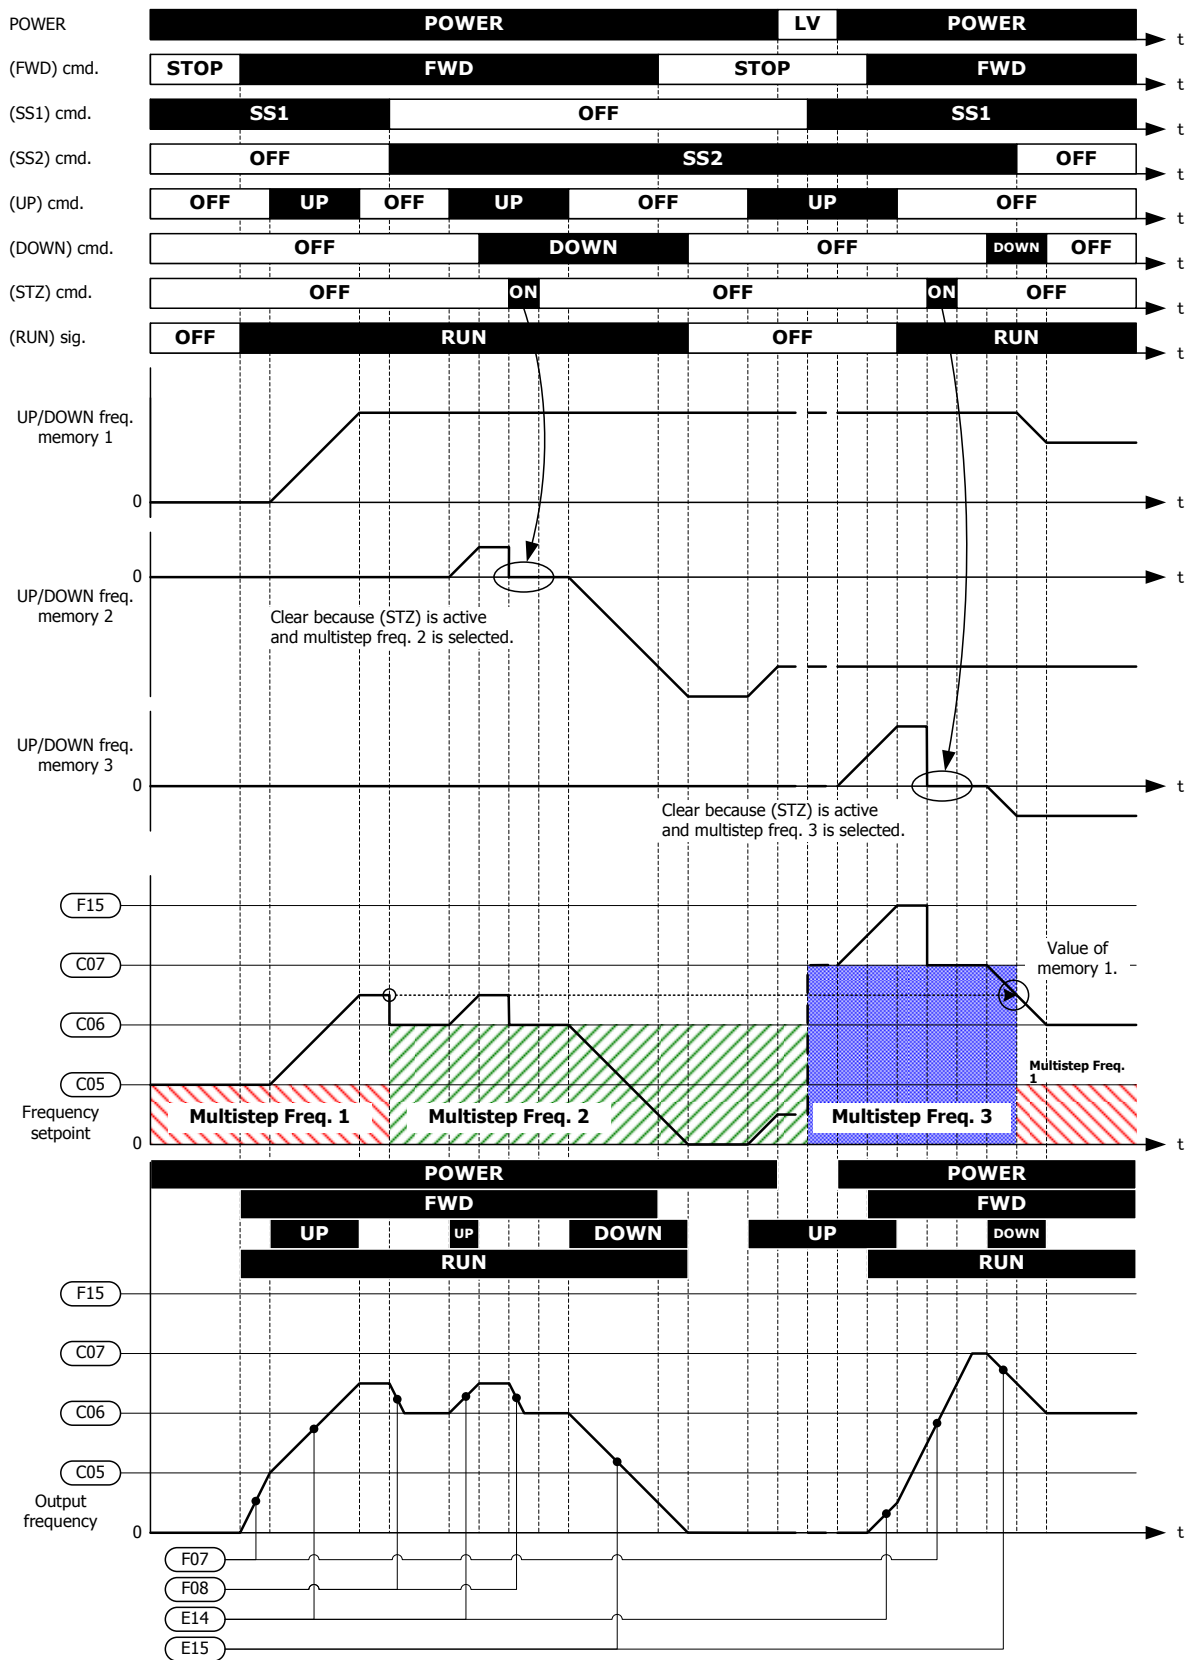 POWER POWER LV POWER t
(FWD) cmd. STOP FWD STOP FWD t
(SS1) cmd. SS1 OFF SS1 t
(SS2) cmd. OFF SS2 OFF t
(UP) cmd. OFF UP OFF UP OFF UP OFF t
(DOWN) cmd. OFF DOWN OFF DOWN OFF t
(STZ) cmd. OFF ON OFF ON OFF t
(RUN) sig. OFF RUN OFF RUN t
UP/DOWN freq.
memory 1
0 t
0 t
UP/DOWN freq.
memory 2
Clear because (STZ) is active
and multistep freq. 2 is selected.
UP/DOWN freq.
memory 3
0 t
Clear because (STZ) is active
and multistep freq. 3 is selected.
F15
C07
Value of
memory 1.
C06
C05
Multistep Freq.
1
Frequency
setpoint
Multistep Freq. 1 Multistep Freq. 2 Multistep Freq. 3
0 t
POWER POWER
FWD FWD
UP UP DOWN UP DOWN
RUN RUN
F15
C07
C06
C05
Output
frequency
0 t
F07
F08
E14
E15